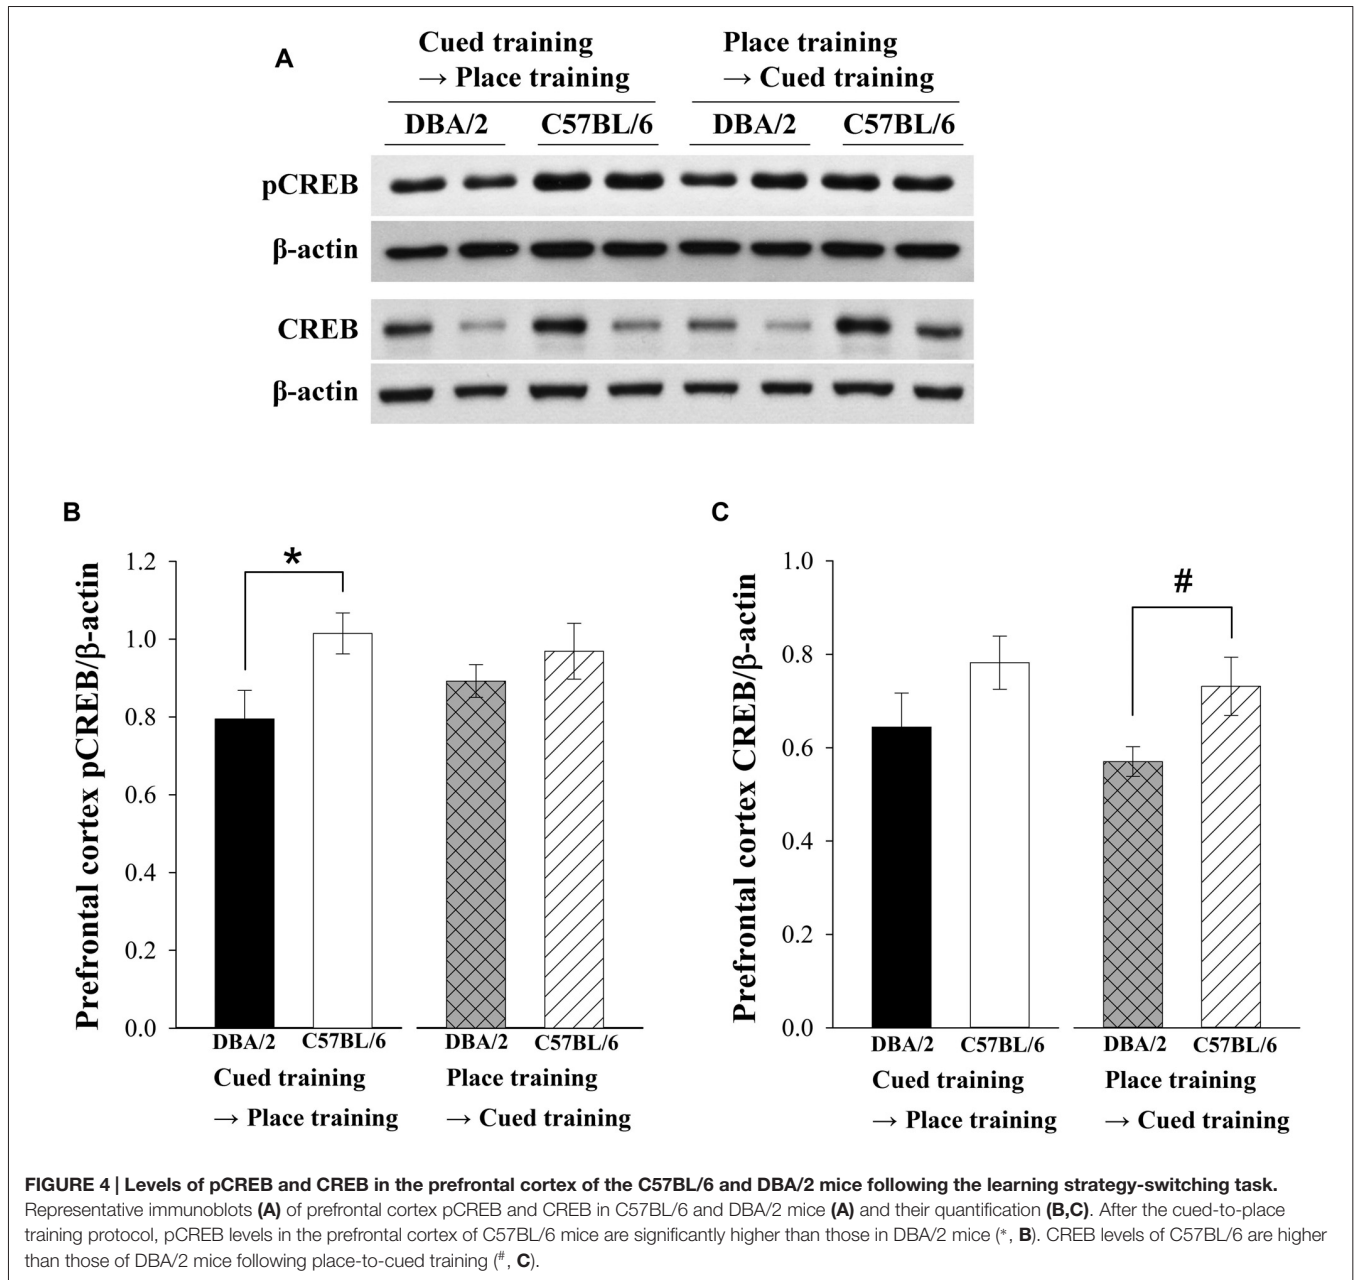 A
Cued training
→ Place training
Place training
→ Cued training
DBA/2 C57BL/6 DBA/2 C57BL/6
pCREB
β-actin
CREB
β-actin
B
Prefrontal cortex pCREB/β-actin
1.2
1.0
0.8
0.6
0.4
0.2
0.0
*
DBA/2 C57BL/6 DBA/2 C57BL/6
Cued training
→ Place training
Place training
→ Cued training
C
Prefrontal cortex CREB/β-actin
1.0
0.8
0.6
0.4
0.2
0.0
#
DBA/2 C57BL/6 DBA/2 C57BL/6
Cued training
→ Place training
Place training
→ Cued training
FIGURE 4 | Levels of pCREB and CREB in the prefrontal cortex of the C57BL/6 and DBA/2 mice following the learning strategy-switching task.
Representative immunoblots (A) of prefrontal cortex pCREB and CREB in C57BL/6 and DBA/2 mice (A) and their quantification (B,C). After the cued-to-place
training protocol, pCREB levels in the prefrontal cortex of C57BL/6 mice are significantly higher than those in DBA/2 mice (*, B). CREB levels of C57BL/6 are higher
than those of DBA/2 mice following place-to-cued training (#, C).